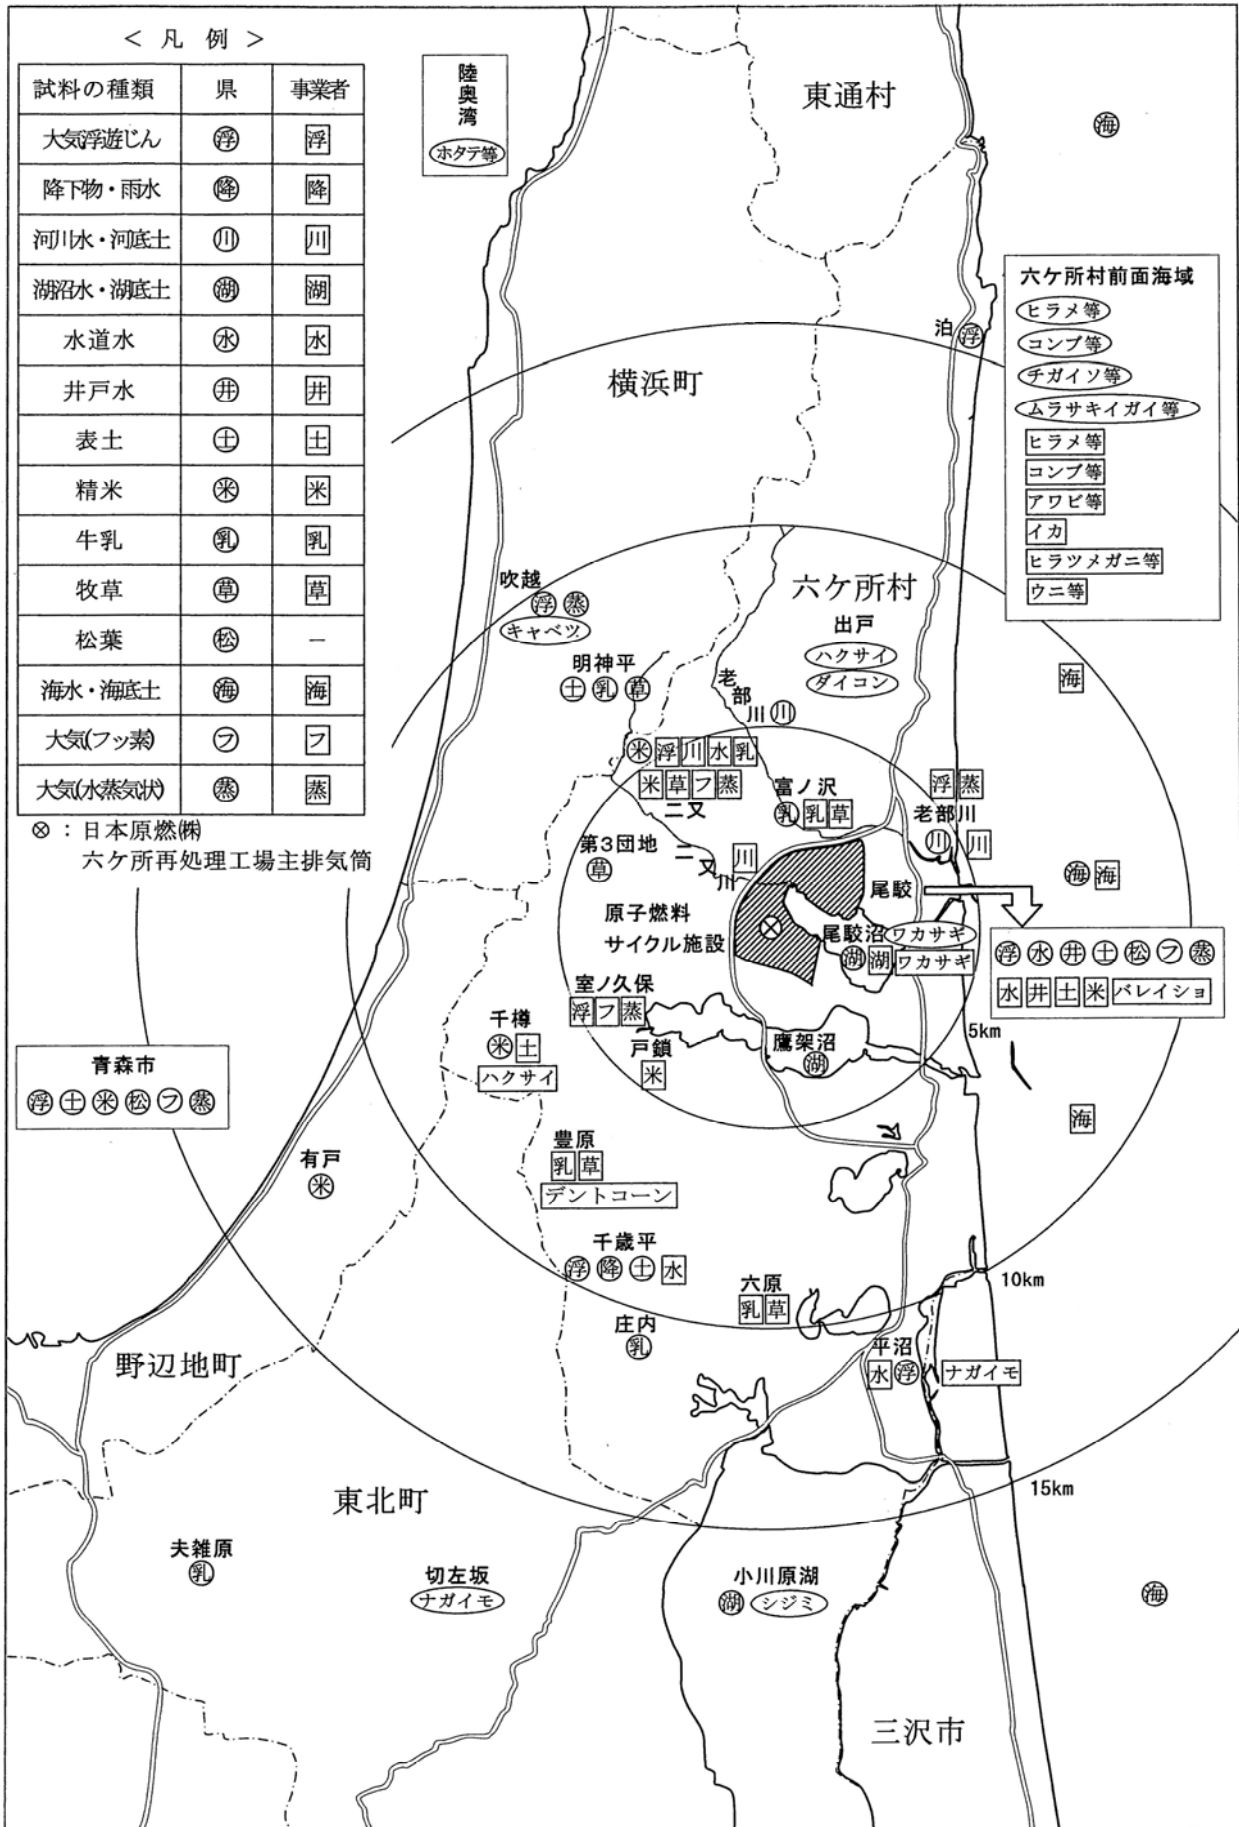 ＜ 凡 例 ＞
試料の種類 県 事業者
大気浮遊じん 浮 浮
降下物・雨水 降 降
河川水・河底土 川 川
湖沼水・湖底土 湖 湖
水道水 水 水
井戸水 井 井
表土 土 土
精米 米 米
牛乳 乳 乳
牧草 草 草
松葉 松 －
海水・海底土 海 海
大気(フッ素) フ フ
大気(水蒸気状) 蒸 蒸
⊗：日本原燃㈱
六ケ所再処理工場主排気筒
陸奥湾
ホタテ等
東通村
海
六ケ所村前面海域
ヒラメ等
コンブ等
チガイソ等
ムラサキイガイ等
ヒラメ等
コンブ等
アワビ等
イカ
ヒラツメガニ等
ウニ等
泊 浮
横浜町
吹越
浮 蒸
キャベツ
六ケ所村
出戸
ハクサイ
ダイコン
明神平
土 乳 草
老部川 川
海
米 浮 川 水 乳
米 草 フ 蒸
二又
富ノ沢
乳 乳 草
浮 蒸
老部川
川 川
第3団地
草
二又川 川
海 海
尾駮
原子燃料
サイクル施設
尾駮沼 ワカサギ
湖 湖 ワカサギ
浮 水 井 土 松 フ 蒸
水 井 土 米 バレイショ
室ノ久保
浮 フ 蒸
千樽
米 土
ハクサイ
戸鎖
米
鷹架沼
湖
5km
青森市
浮 土 米 松 フ 蒸
海
有戸
米
豊原
乳 草
デントコーン
千歳平
浮 降 土 水
六原
乳 草
10km
庄内
乳
平沼
水 浮 ナガイモ
野辺地町
15km
東北町
夫雑原
乳
切左坂
ナガイモ
小川原湖
湖 シジミ
海
三沢市